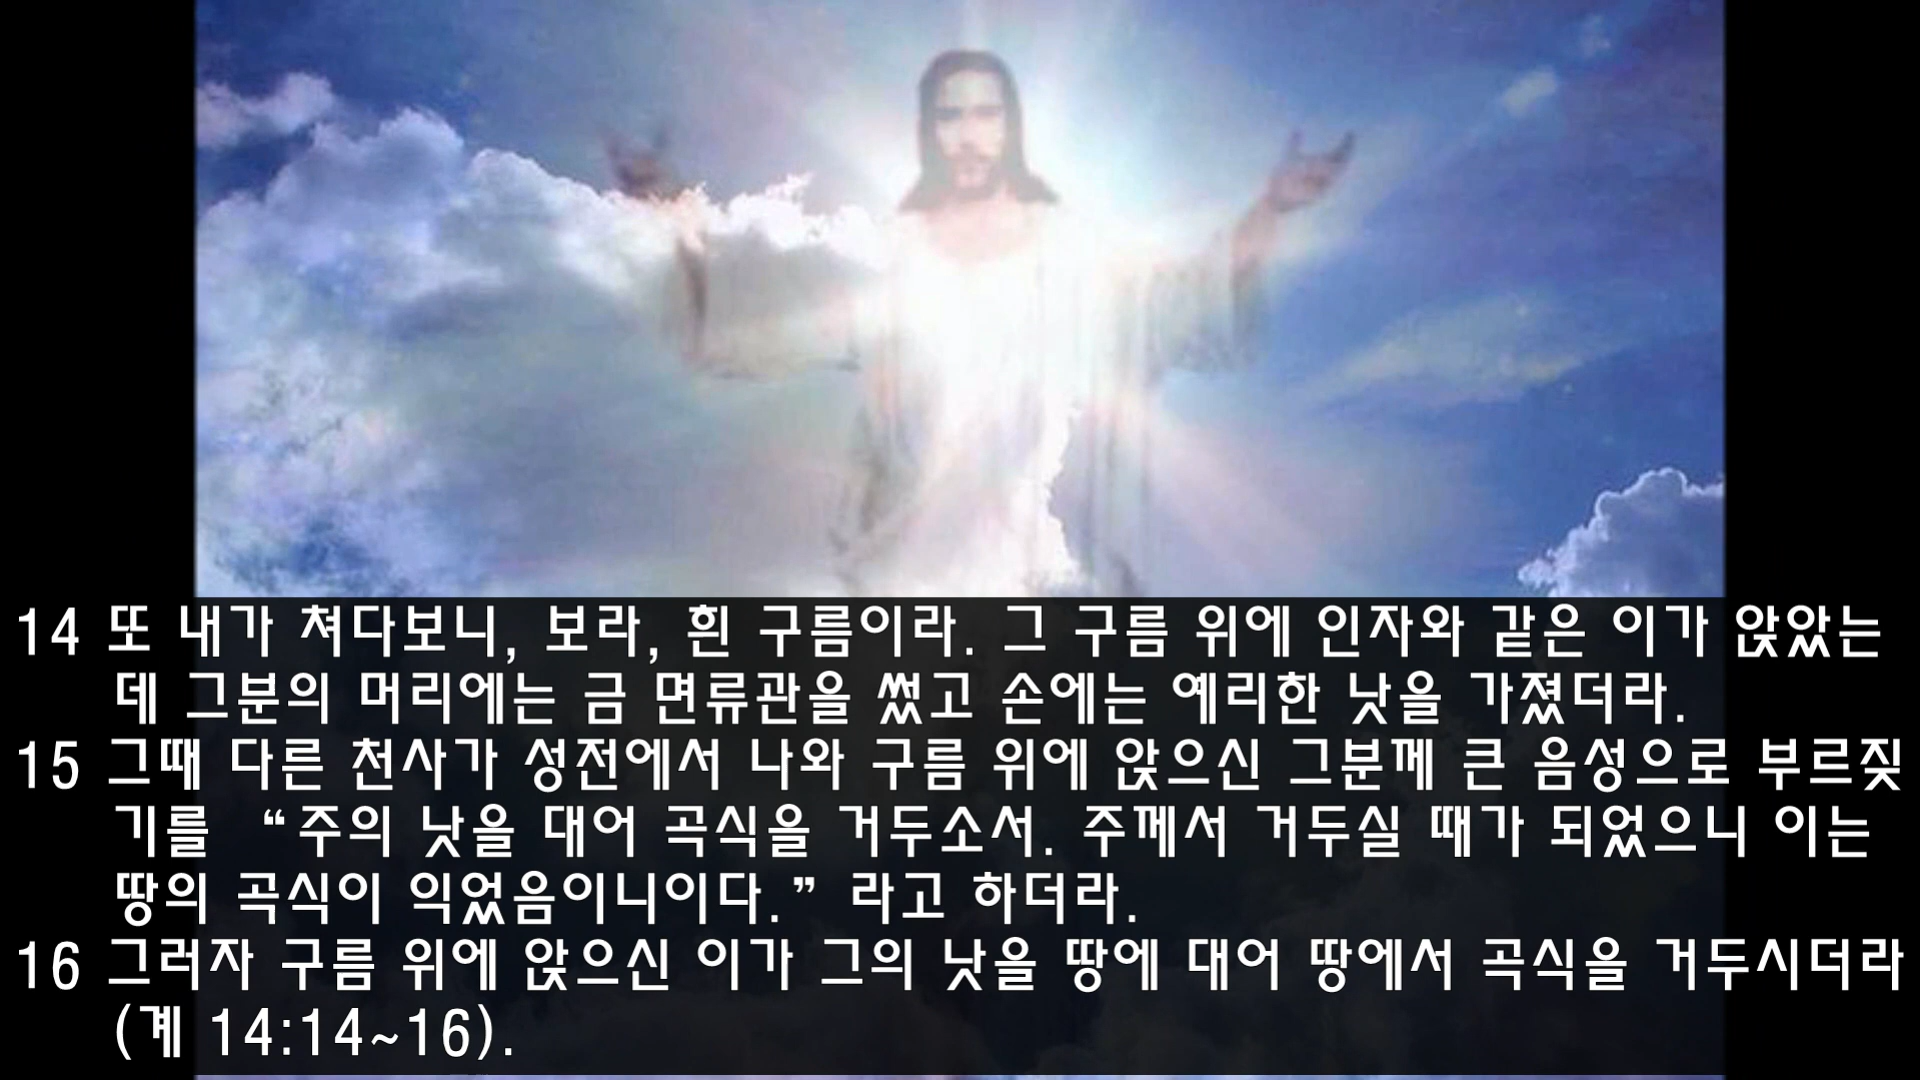 14 또 내가 쳐다보니, 보라, 흰 구름이라. 그 구름 위에 인자와 같은 이가 앉았는
데 그분의 머리에는 금 면류관을 썼고 손에는 예리한 낫을 가졌더라.
15 그때 다른 천사가 성전에서 나와 구름 위에 앉으신 그분께 큰 음성으로 부르짖
기를 “주의 낫을 대어 곡식을 거두소서. 주께서 거두실 때가 되었으니 이는
땅의 곡식이 익었음이니이다.” 라고 하더라.
16 그러자 구름 위에 앉으신 이가 그의 낫을 땅에 대어 땅에서 곡식을 거두시더라
(계 14:14~16).